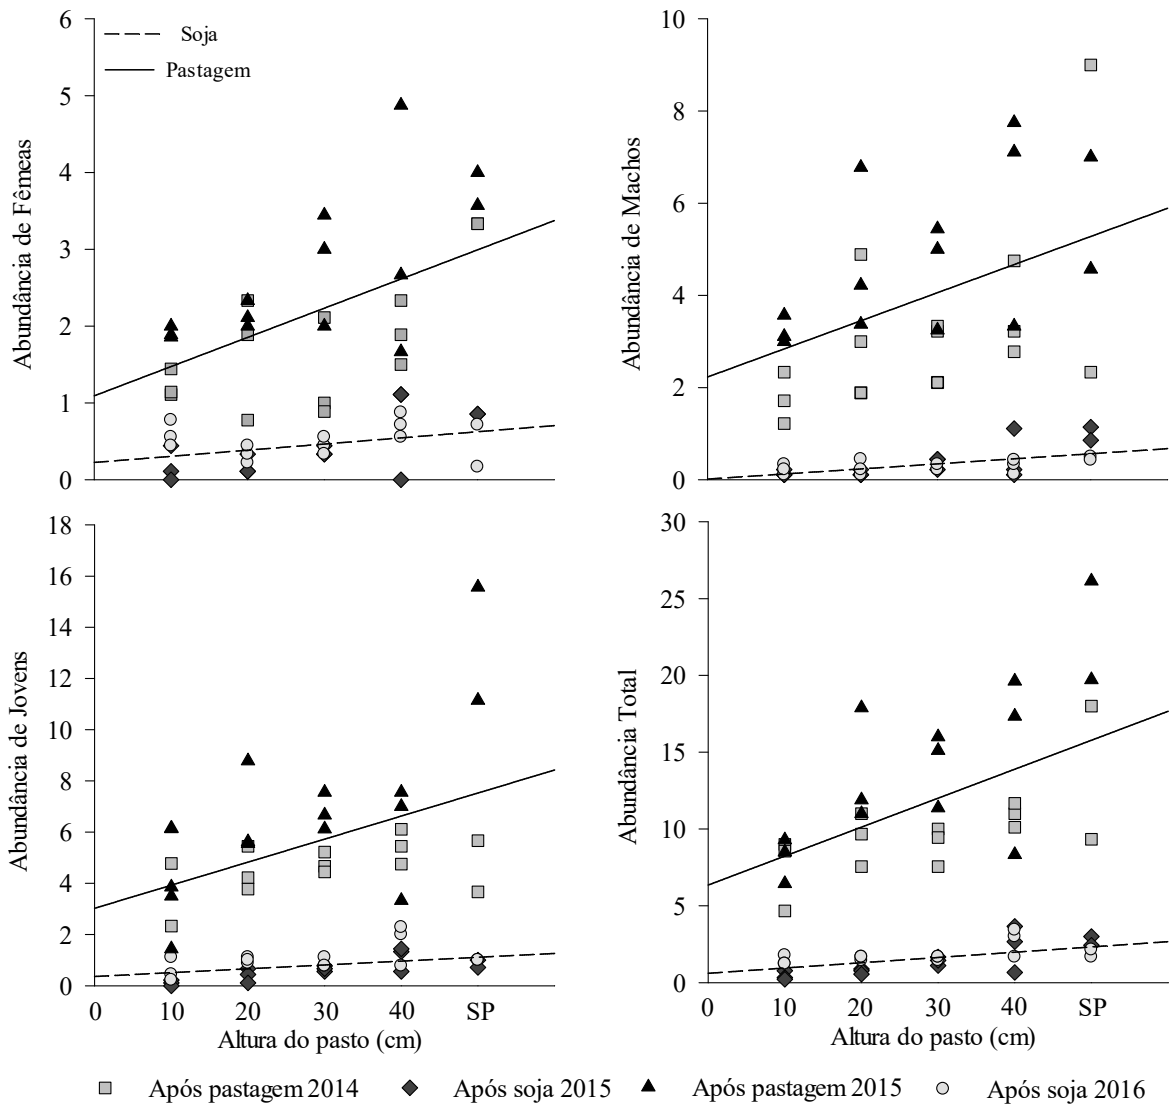 6
5
4
3
2
1
0
Abundância de Fêmeas
Soja
Pastagem
10
8
6
4
2
0
Abundância de Machos
18
16
14
12
10
8
6
4
2
0
Abundância de Jovens
0 10 20 30 40 SP
Altura do pasto (cm)
30
25
20
15
10
5
0
Abundância Total
0 10 20 30 40 SP
Altura do pasto (cm)
Após pastagem 2014 Após soja 2015 Após pastagem 2015 Após soja 2016